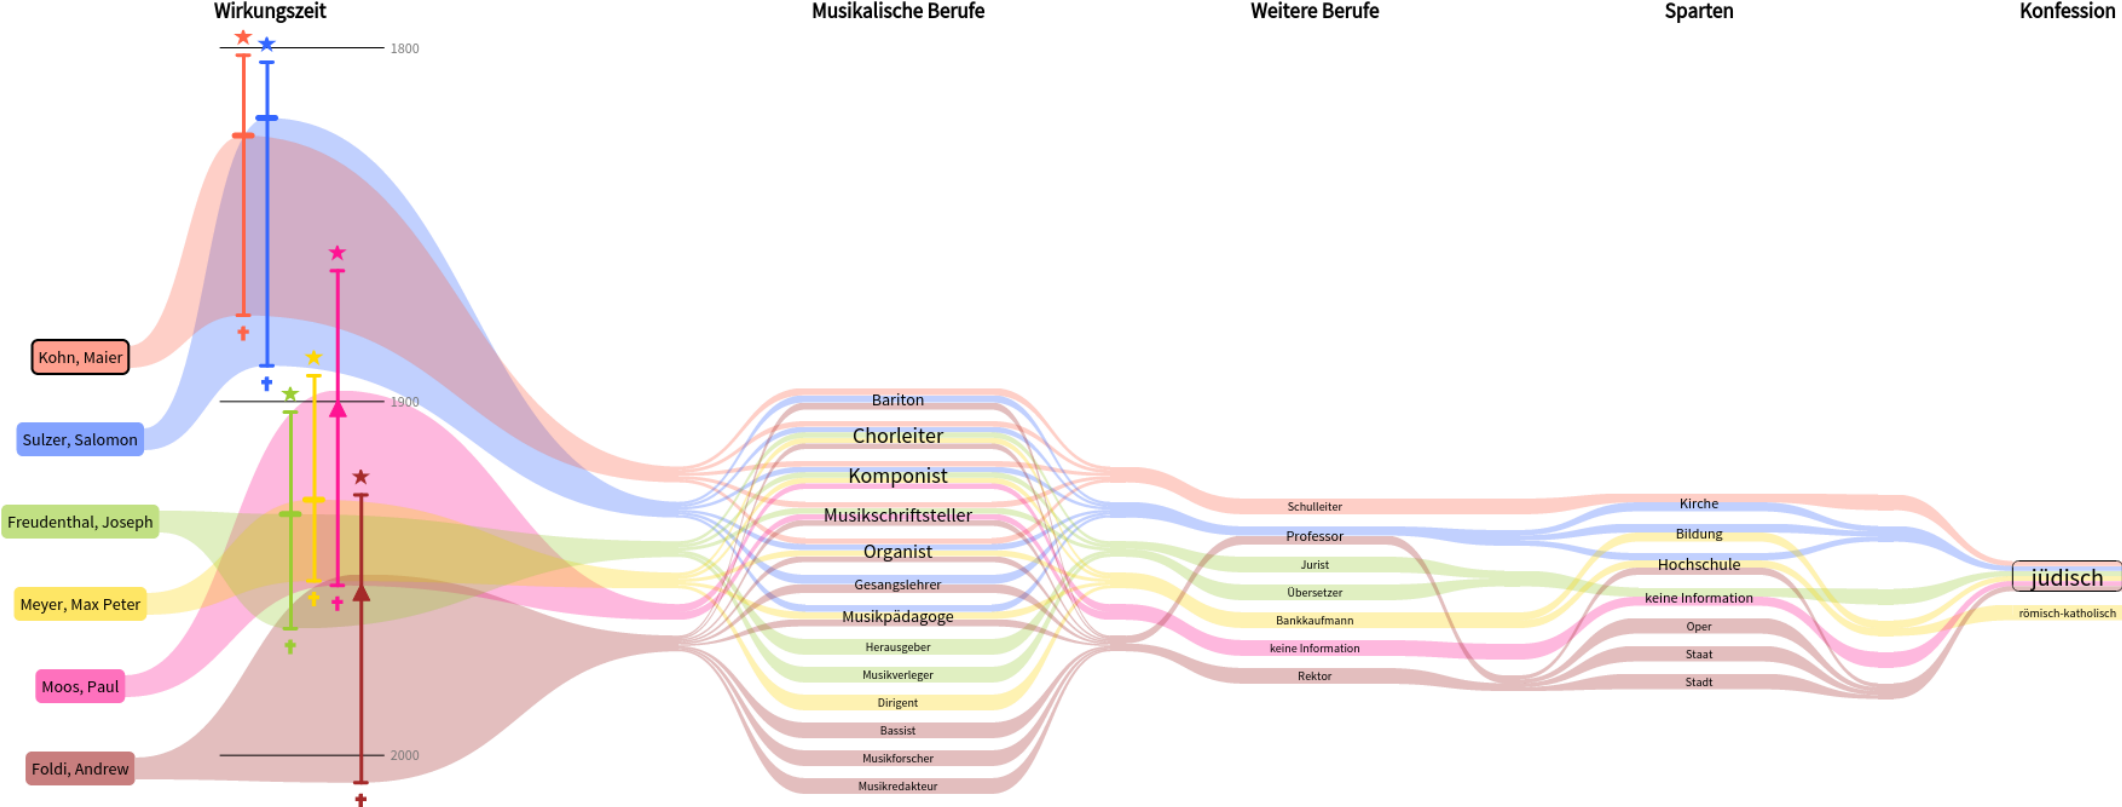 Wirkungszeit
Musikalische Berufe
Weitere Berufe
Sparten
Konfession
1800
1900
2000
Kohn, Maier
Sulzer, Salomon
Freudenthal, Joseph
Meyer, Max Peter
Moos, Paul
Foldi, Andrew
Bariton
Chorleiter
Komponist
Musikschriftsteller
Organist
Gesangslehrer
Musikpädagoge
Herausgeber
Musikverleger
Dirigent
Bassist
Musikforscher
Musikredakteur
Schulleiter
Professor
Jurist
Übersetzer
Bankkaufmann
keine Information
Rektor
Kirche
Bildung
Hochschule
keine Information
Oper
Staat
Stadt
jüdisch
römisch-katholisch